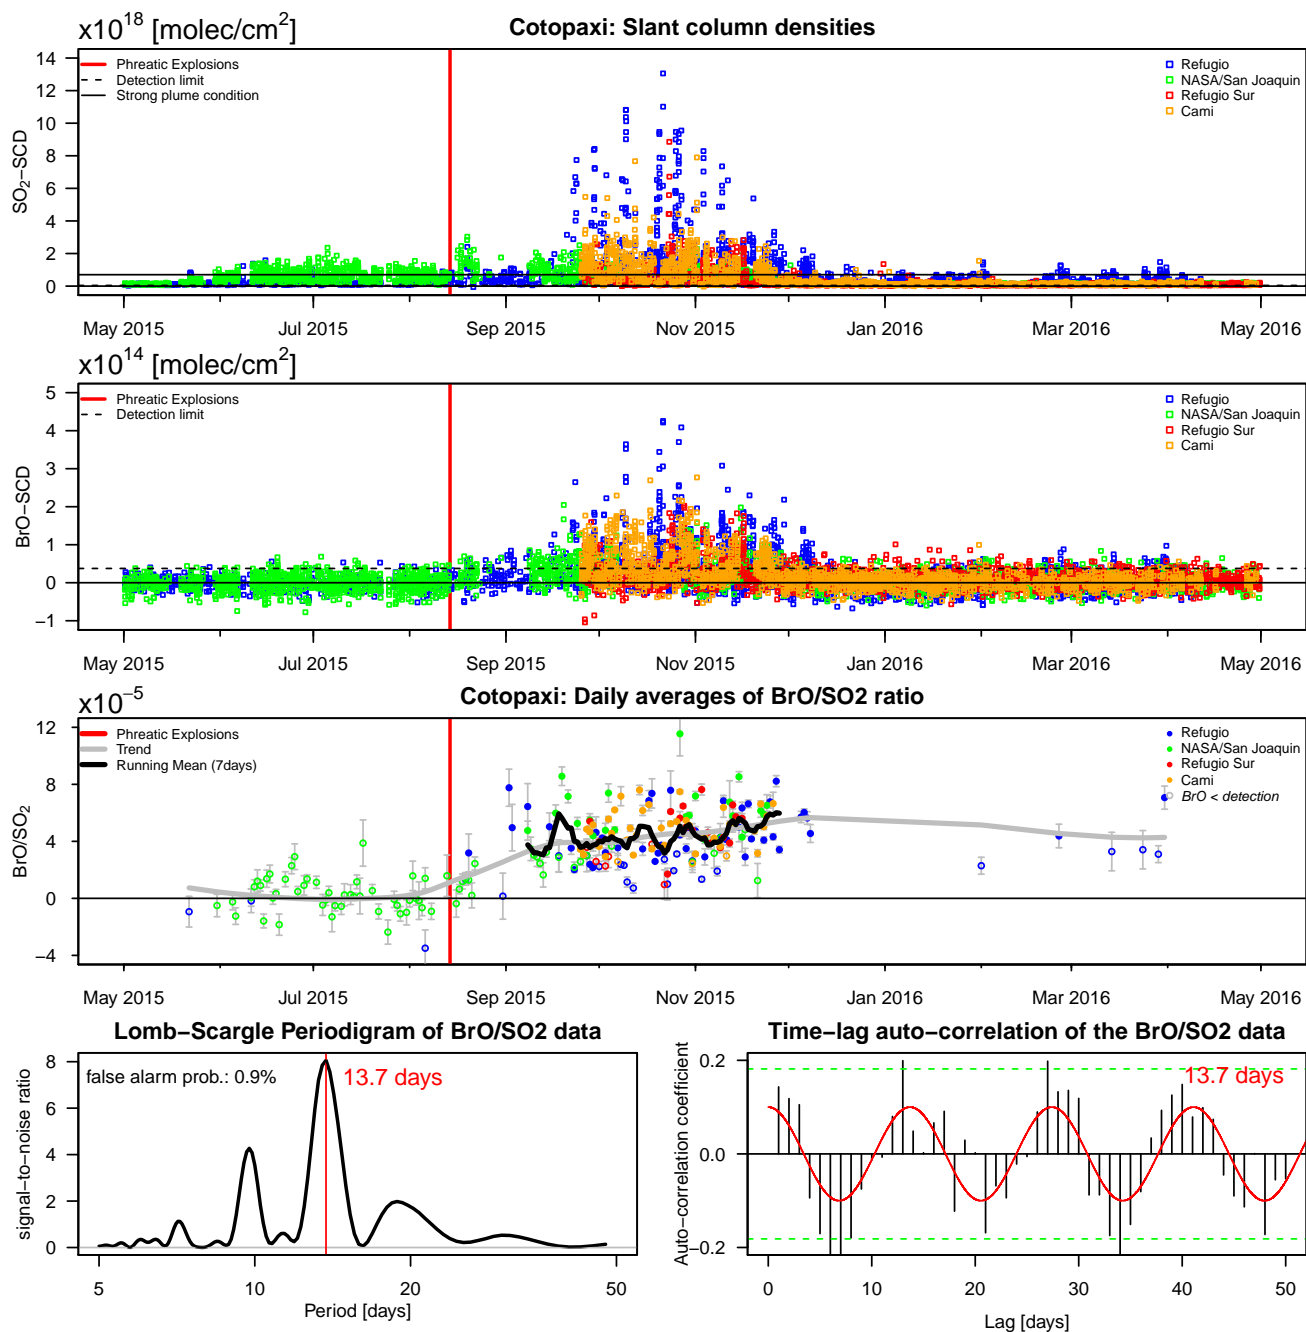 x10^18 [molec/cm^2]
Cotopaxi: Slant column densities
Phreatic Explosions
Detection limit
Strong plume condition
Refugio
NASA/San Joaquin
Refugio Sur
Cami
SO2−SCD
14
12
10
8
6
4
2
0
May 2015 Jul 2015 Sep 2015 Nov 2015 Jan 2016 Mar 2016 May 2016
x10^14 [molec/cm^2]
Phreatic Explosions
Detection limit
Refugio
NASA/San Joaquin
Refugio Sur
Cami
BrO−SCD
5
4
3
2
1
0
−1
May 2015 Jul 2015 Sep 2015 Nov 2015 Jan 2016 Mar 2016 May 2016
x10^−5
Cotopaxi: Daily averages of BrO/SO2 ratio
Phreatic Explosions
Trend
Running Mean (7days)
Refugio
NASA/San Joaquin
Refugio Sur
Cami
BrO < detection
BrO/SO2
12
8
4
0
−4
May 2015 Jul 2015 Sep 2015 Nov 2015 Jan 2016 Mar 2016 May 2016
Lomb−Scargle Periodigram of BrO/SO2 data
false alarm prob.: 0.9%
13.7 days
signal−to−noise ratio
8
6
4
2
0
5 10 20 50
Period [days]
Time−lag auto−correlation of the BrO/SO2 data
13.7 days
Auto−correlation coefficient
0.2
0.0
−0.2
0 10 20 30 40 50
Lag [days]